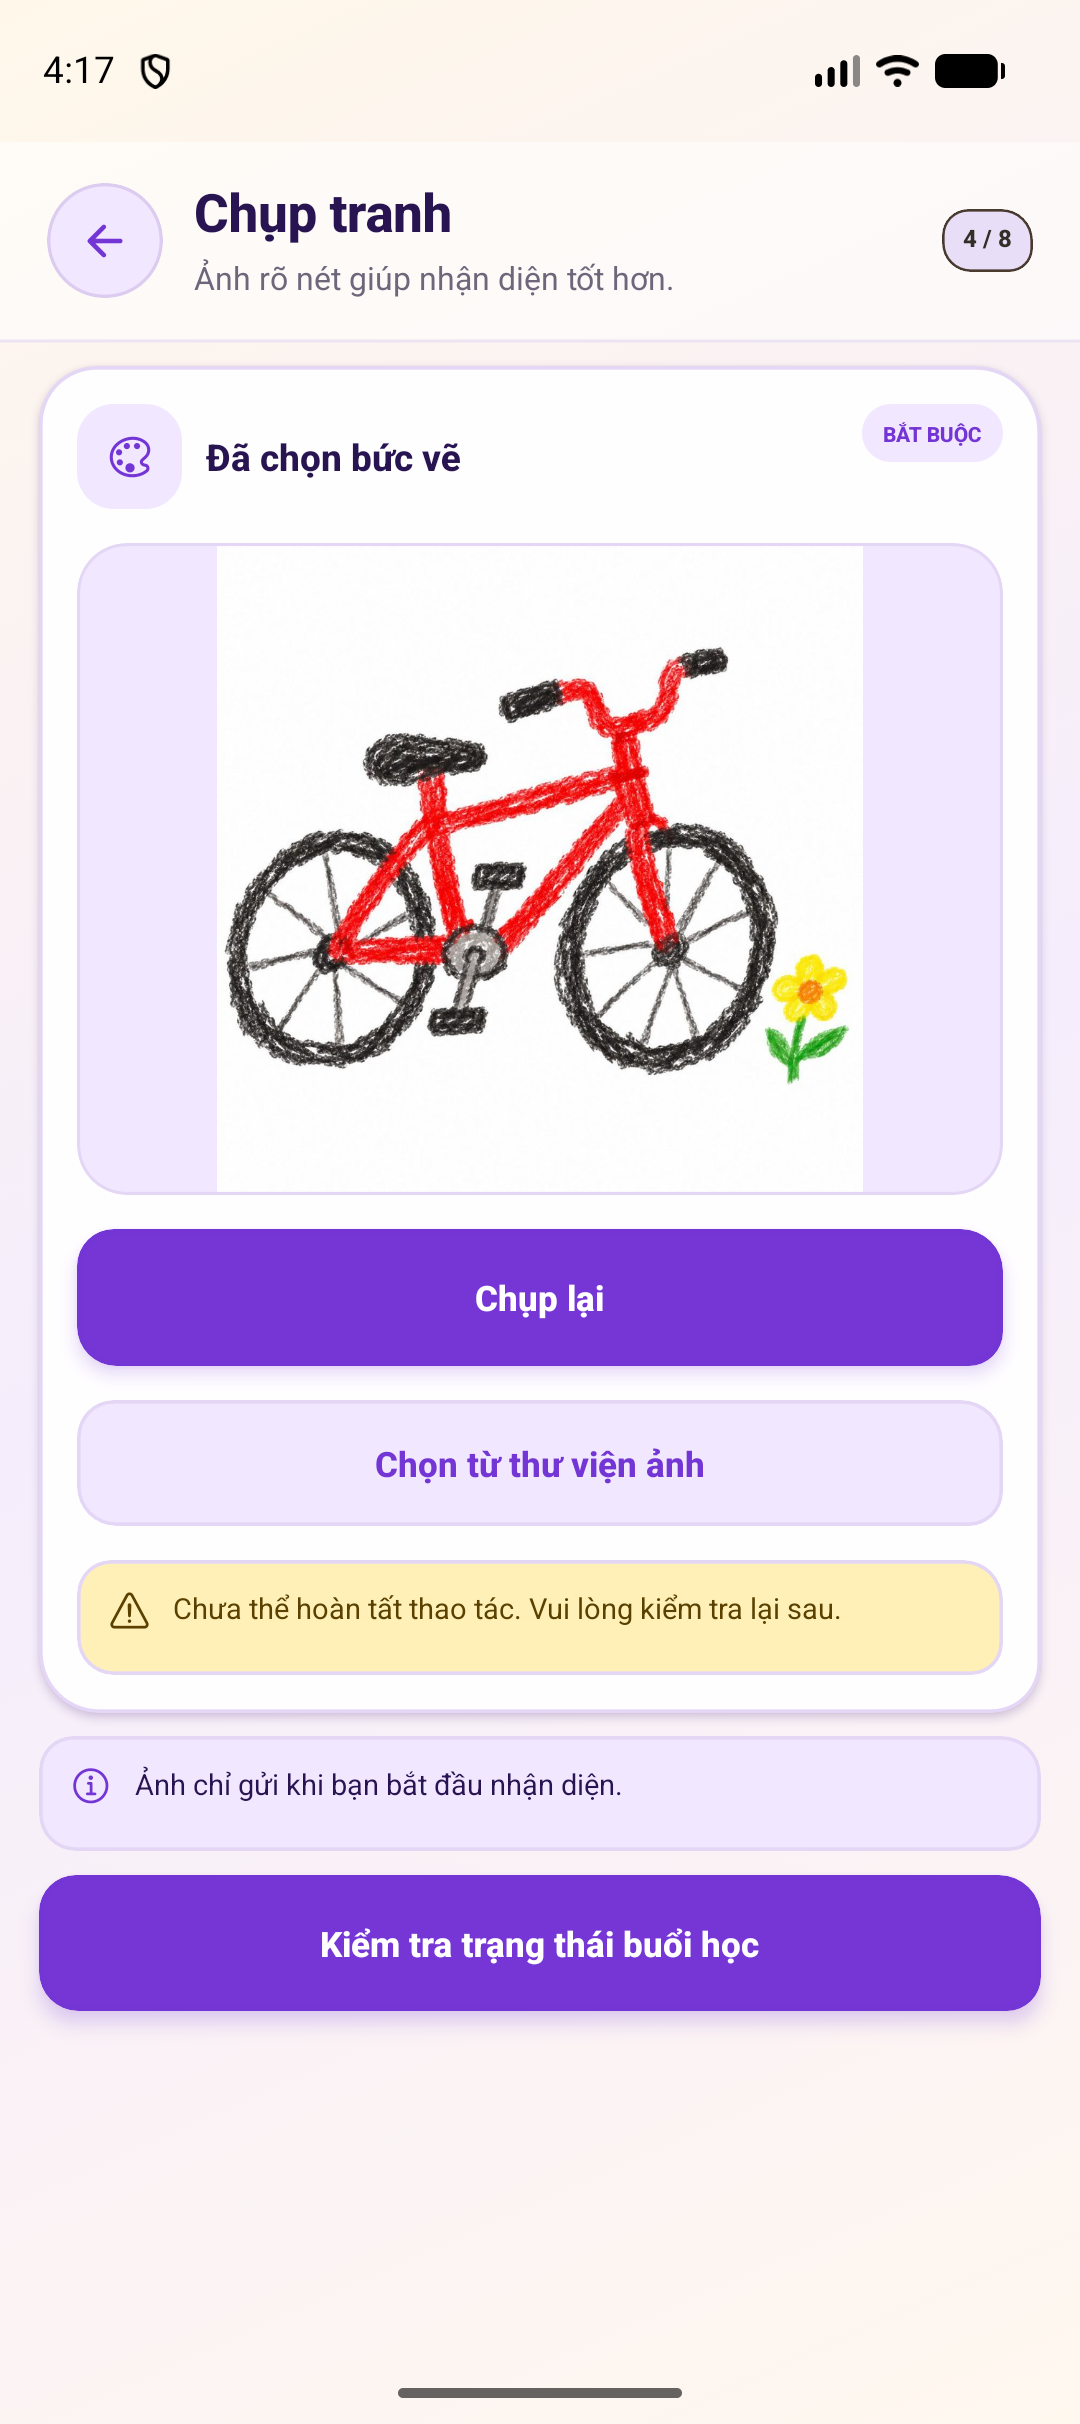 4:17
Chụp tranh
Ảnh rõ nét giúp nhận diện tốt hơn.
4 / 8
Đã chọn bức vẽ
BẮT BUỘC
Chụp lại
Chọn từ thư viện ảnh
Chưa thể hoàn tất thao tác. Vui lòng kiểm tra lại sau.
Ảnh chỉ gửi khi bạn bắt đầu nhận diện.
Kiểm tra trạng thái buổi học